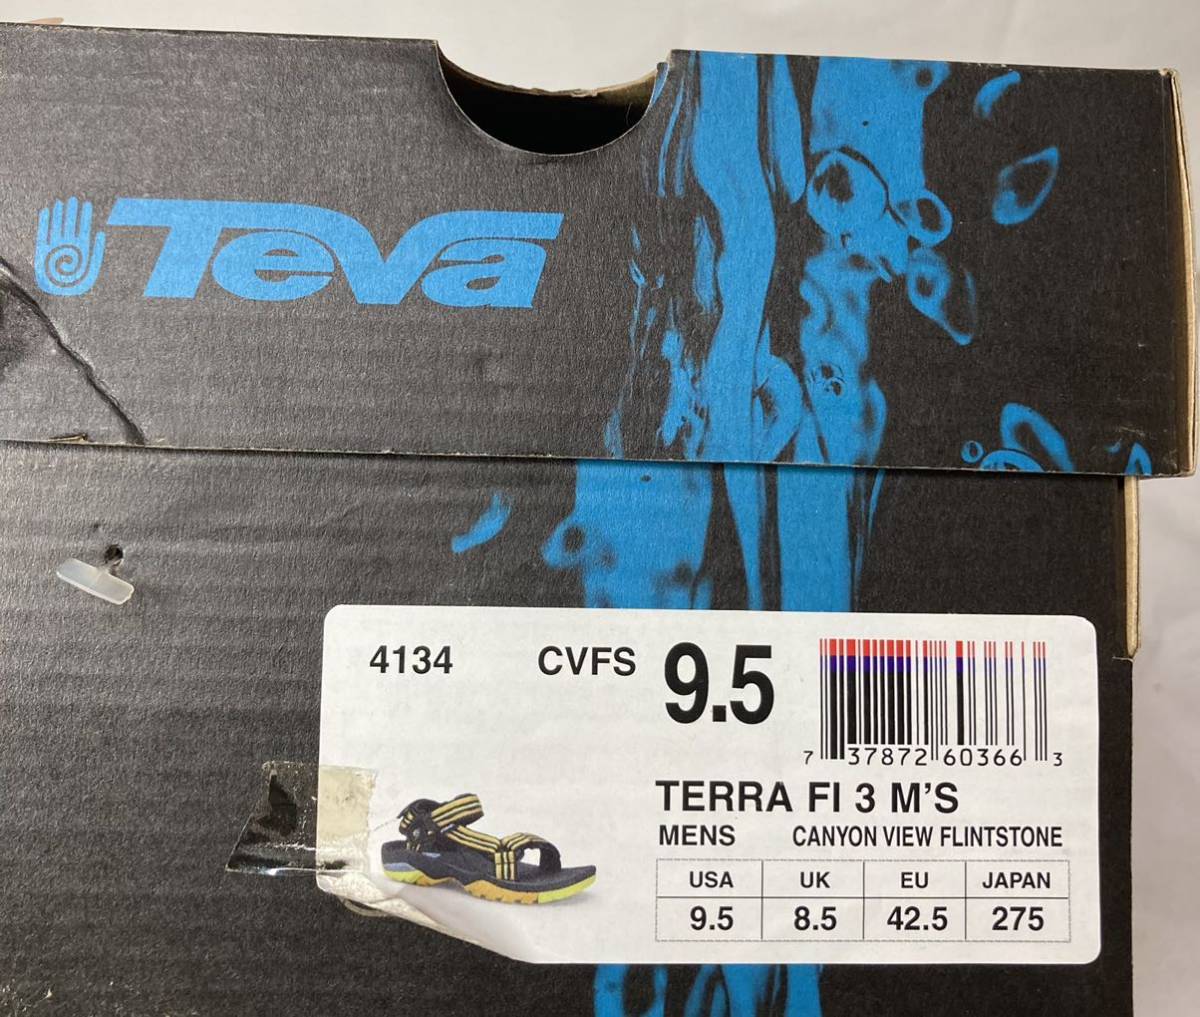 Teva
4134 CVFS 9.5
7 37872 60366 3
TERRA FI 3 M'S
MENS CANYON VIEW FLINTSTONE
USA UK EU JAPAN
9.5 8.5 42.5 275